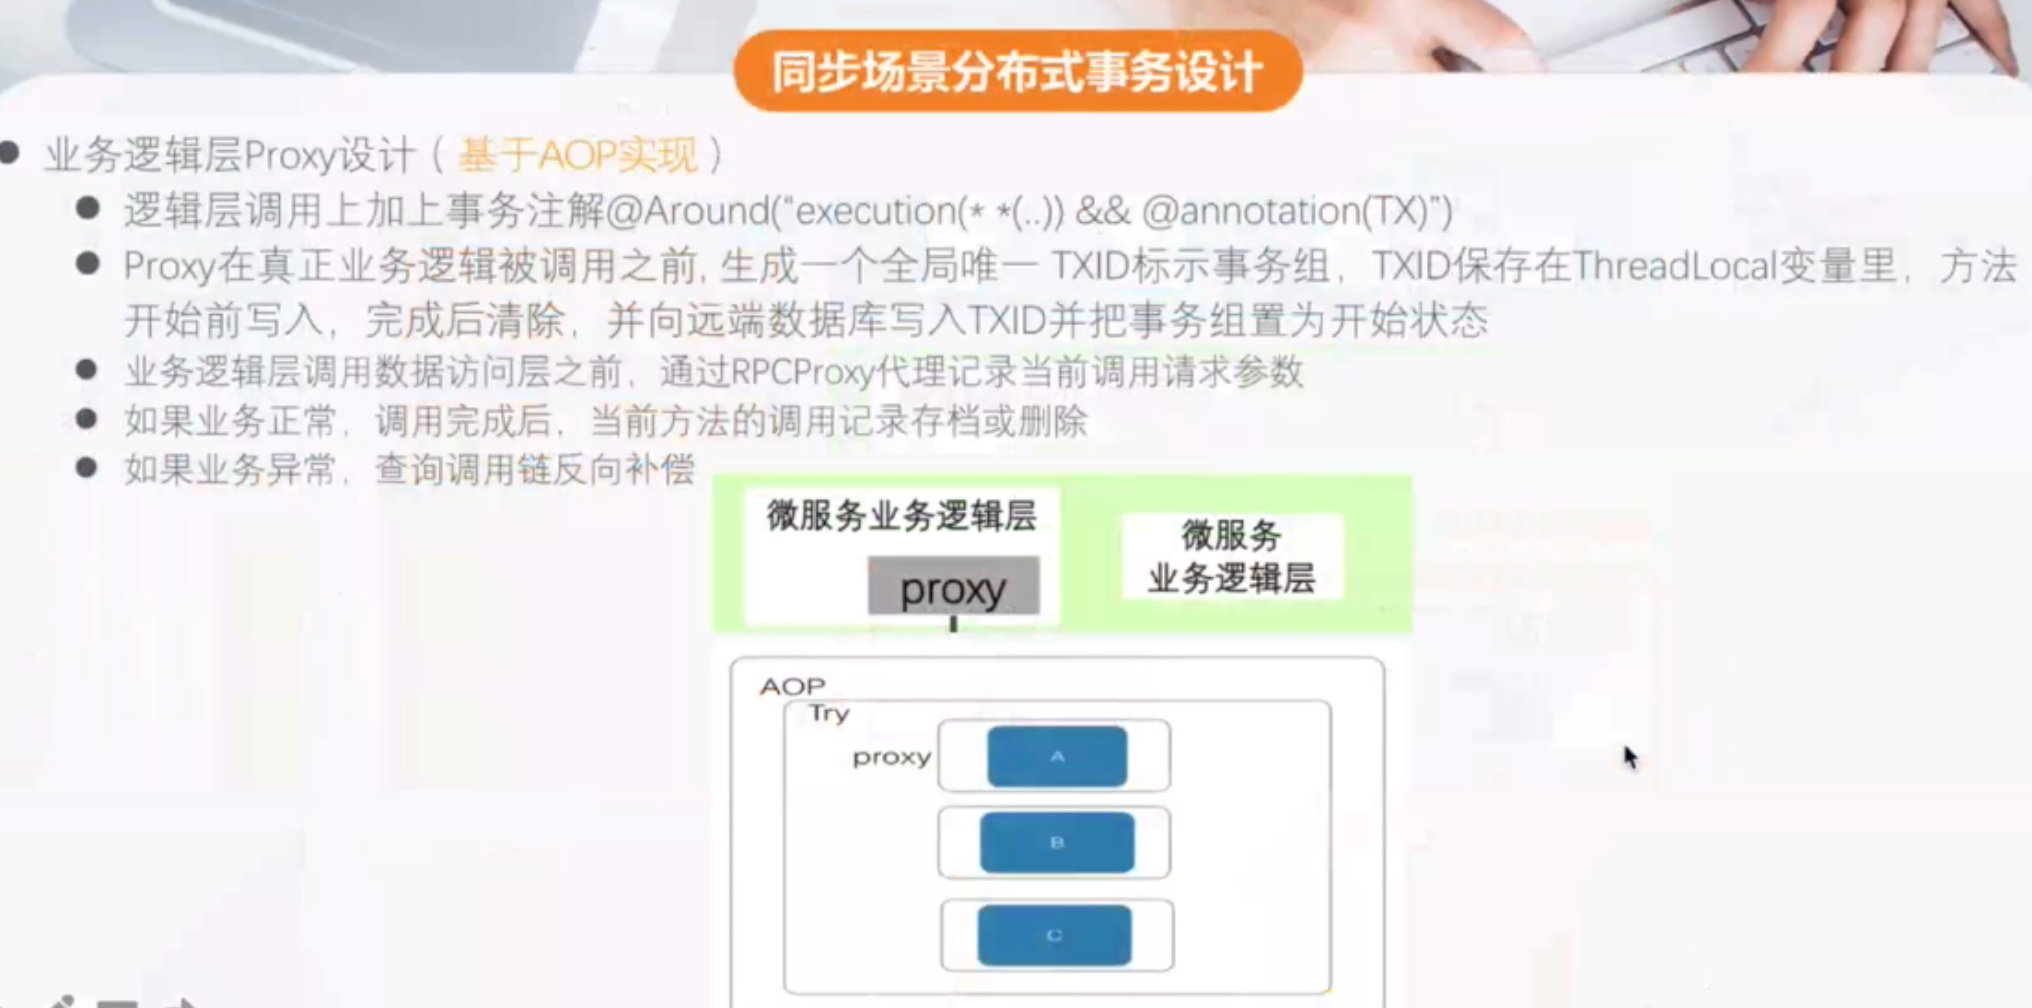 同步场景分布式事务设计
业务逻辑层Proxy设计（基于AOP实现）
逻辑层调用上加上事务注解@Around("execution(* *(..)) && @annotation(TX)")
Proxy在真正业务逻辑被调用之前, 生成一个全局唯一 TXID标示事务组，TXID保存在ThreadLocal变量里，方法
开始前写入，完成后清除，并向远端数据库写入TXID并把事务组置为开始状态
业务逻辑层调用数据访问层之前，通过RPCProxy代理记录当前调用请求参数
如果业务正常，调用完成后，当前方法的调用记录存档或删除
如果业务异常，查询调用链反向补偿
微服务业务逻辑层
proxy
微服务
业务逻辑层
AOP
Try
proxy
A
B
C